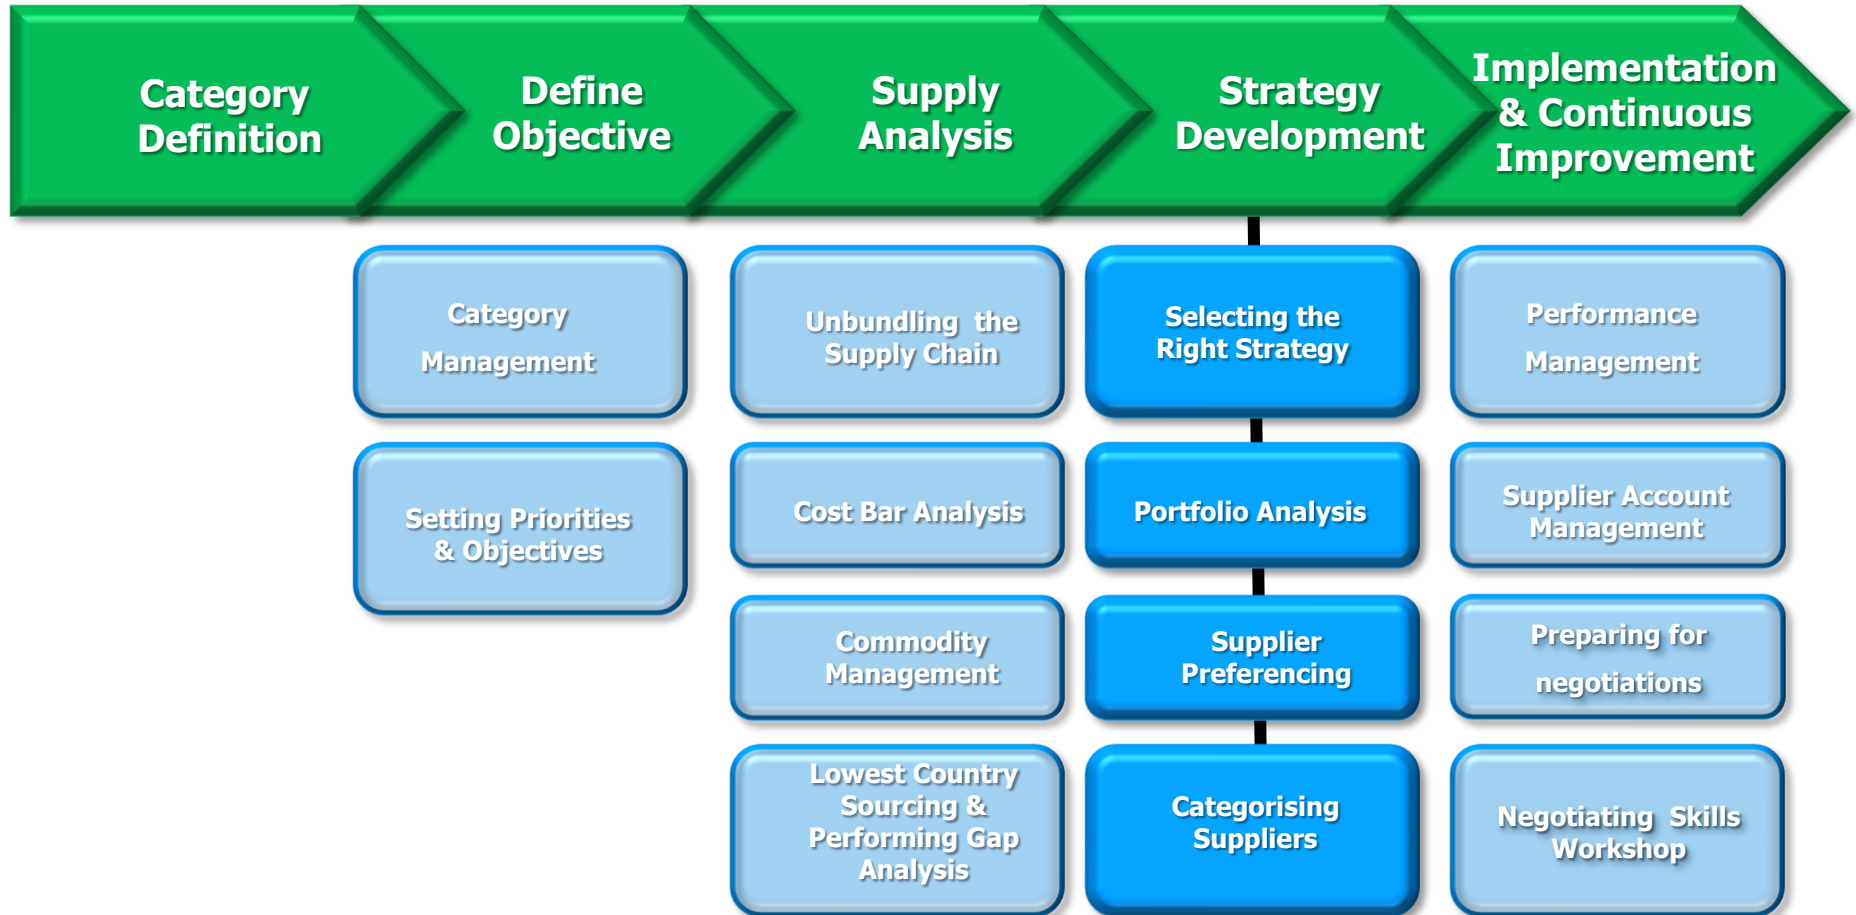 Category
Definition
Define
Objective
Supply
Analysis
Strategy
Development
Implementation
& Continuous
Improvement
Category
Management
Setting Priorities
& Objectives
Unbundling the
Supply Chain
Cost Bar Analysis
Commodity
Management
Lowest Country
Sourcing &
Performing Gap
Analysis
Selecting the
Right Strategy
Portfolio Analysis
Supplier
Preferencing
Categorising
Suppliers
Performance
Management
Supplier Account
Management
Preparing for
negotiations
Negotiating Skills
Workshop